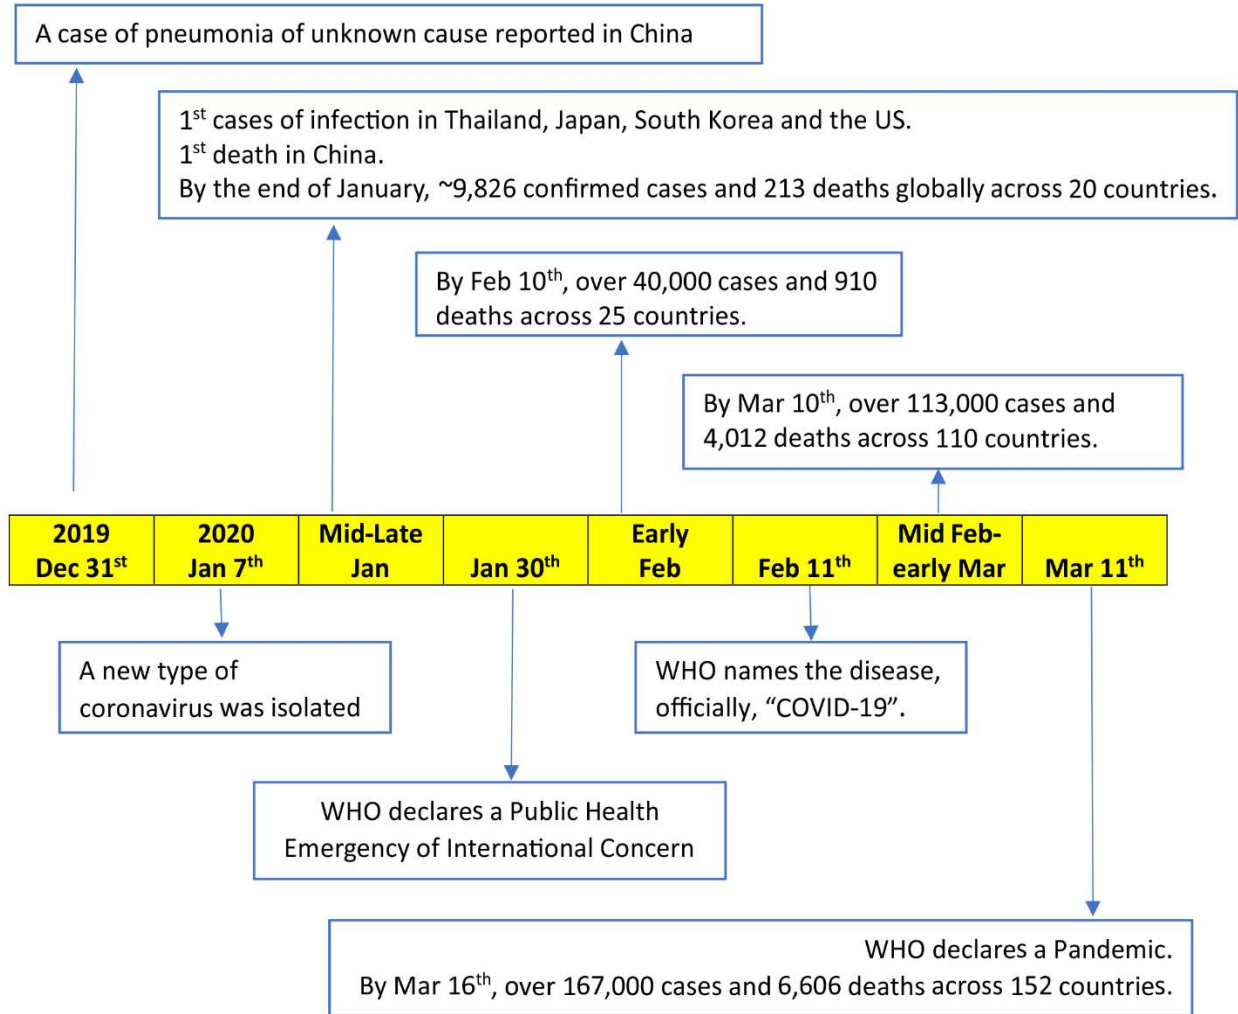 A case of pneumonia of unknown cause reported in China
1st cases of infection in Thailand, Japan, South Korea and the US.
1st death in China.
By the end of January, ~9,826 confirmed cases and 213 deaths globally across 20 countries.
By Feb 10th, over 40,000 cases and 910
deaths across 25 countries.
By Mar 10th, over 113,000 cases and
4,012 deaths across 110 countries.
2019
Dec 31st
2020
Jan 7th
Mid-Late
Jan
Jan 30th
Early
Feb
Feb 11th
Mid Feb-
early Mar
Mar 11th
A new type of
coronavirus was isolated
WHO names the disease,
officially, “COVID-19”.
WHO declares a Public Health
Emergency of International Concern
WHO declares a Pandemic.
By Mar 16th, over 167,000 cases and 6,606 deaths across 152 countries.